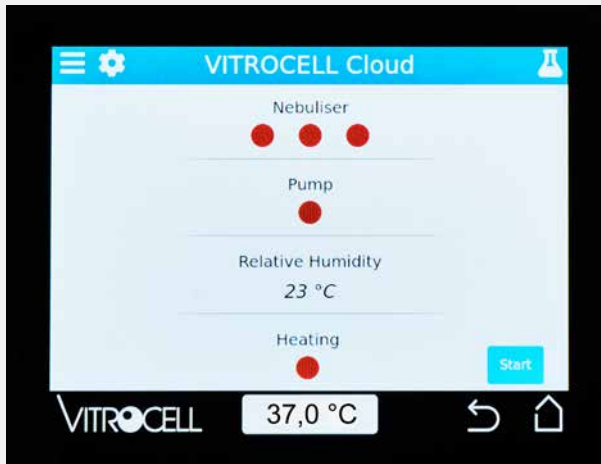 VITROCELL Cloud
Nebuliser
Pump
Relative Humidity
23 °C
Heating
Start
VITROCELL
37,0 °C